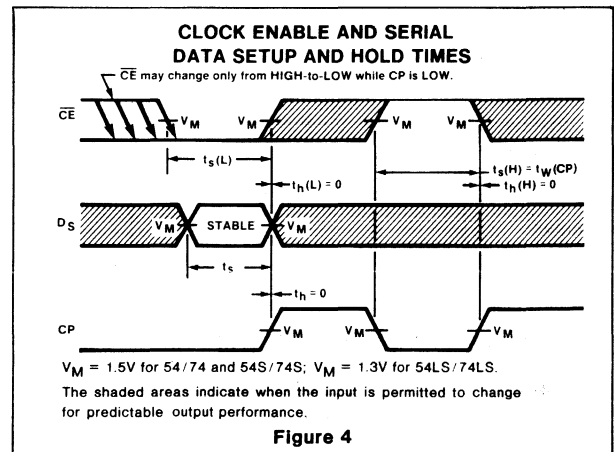 CLOCK ENABLE AND SERIAL
DATA SETUP AND HOLD TIMES
CE may change only from HIGH-to-LOW while CP is LOW.
CE
VM
VM
VM
VM
ts(L)
ts(H) = tW(CP)
th(L) = 0
th(H) = 0
DS
VM
STABLE
VM
ts
th = 0
CP
VM
VM
VM
VM = 1.5V for 54/74 and 54S/74S; VM = 1.3V for 54LS/74LS.
The shaded areas indicate when the input is permitted to change
for predictable output performance.
Figure 4